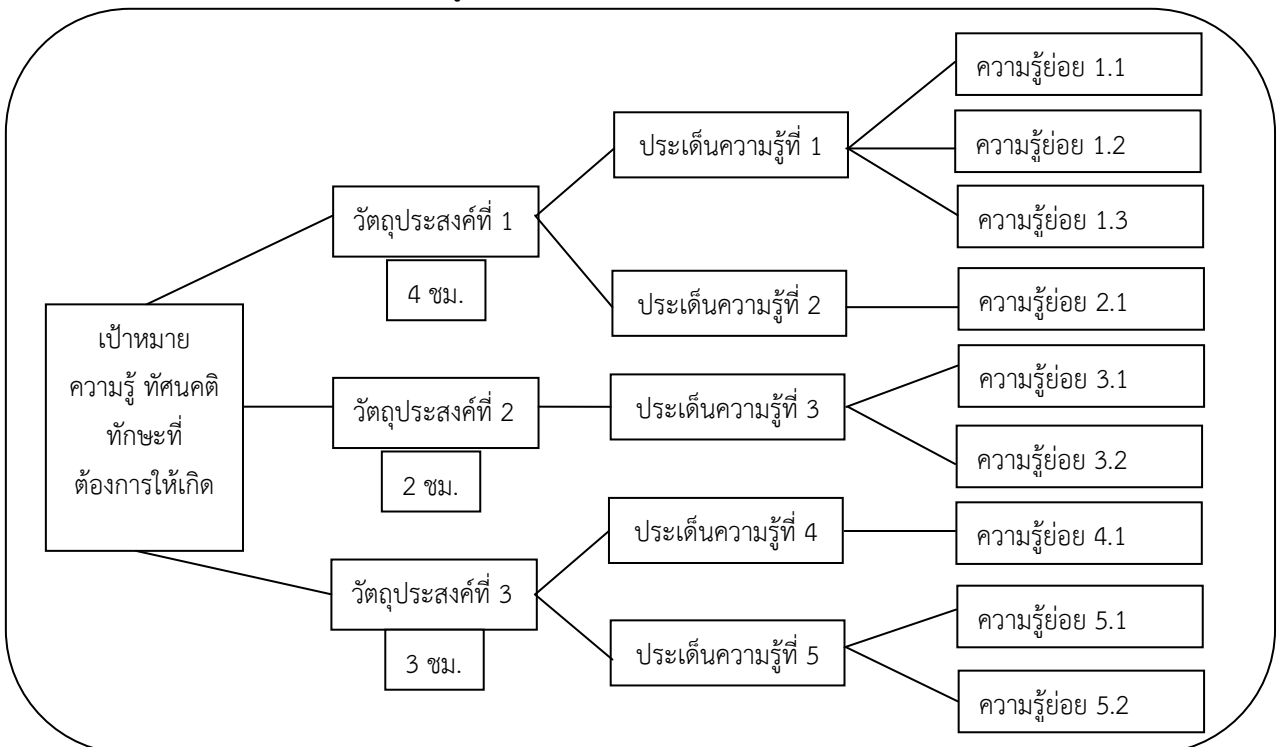 ความรู้ย่อย 1.1
ประเด็นความรู้ที่ 1
ความรู้ย่อย 1.2
วัตถุประสงค์ที่ 1
ความรู้ย่อย 1.3
4 ชม.
ประเด็นความรู้ที่ 2
ความรู้ย่อย 2.1
เป้าหมาย
ความรู้ ทัศนคติ
ทักษะที่
ต้องการให้เกิด
วัตถุประสงค์ที่ 2
2 ชม.
ประเด็นความรู้ที่ 3
ความรู้ย่อย 3.1
ความรู้ย่อย 3.2
วัตถุประสงค์ที่ 3
3 ชม.
ประเด็นความรู้ที่ 4
ความรู้ย่อย 4.1
ประเด็นความรู้ที่ 5
ความรู้ย่อย 5.1
ความรู้ย่อย 5.2